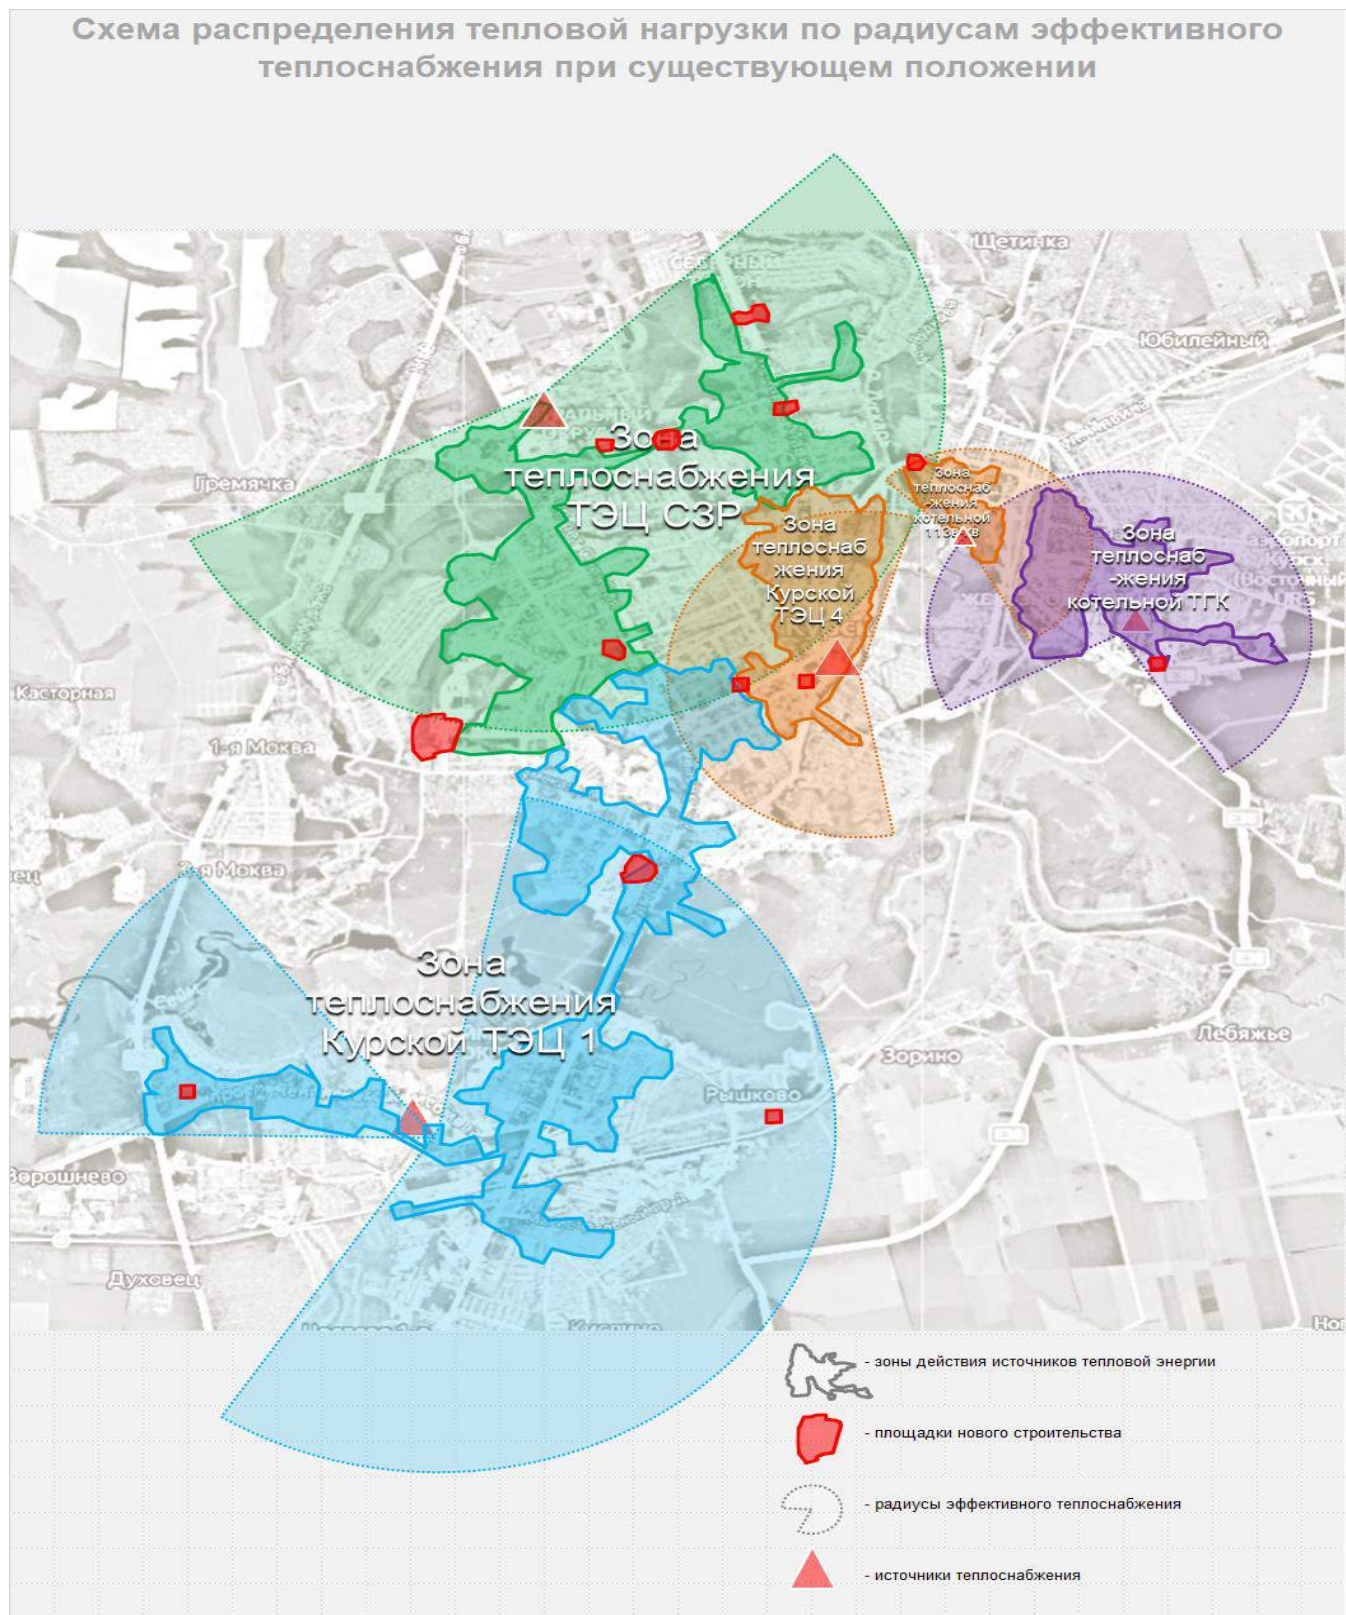 Схема распределения тепловой нагрузки по радиусам эффективного
теплоснабжения при существующем положении
Щетинка
Юбилейный
Зона
теплоснабжения
ТЭЦ СЗР
Гремячка
Зона
теплоснаб
-жения
котельной
Зона
теплоснаб
жения
Курской
ТЭЦ 4
Зона
теплоснаб
-жения
котельной ТГК
аэропорт
Курск
Касторная
1-я Моква
2-я Моква
Зона
теплоснабжения
Курской ТЭЦ 1
Лебяжье
Зорино
Рышково
Ворошнево
Духовец
- зоны действия источников тепловой энергии
- площадки нового строительства
- радиусы эффективного теплоснабжения
- источники теплоснабжения